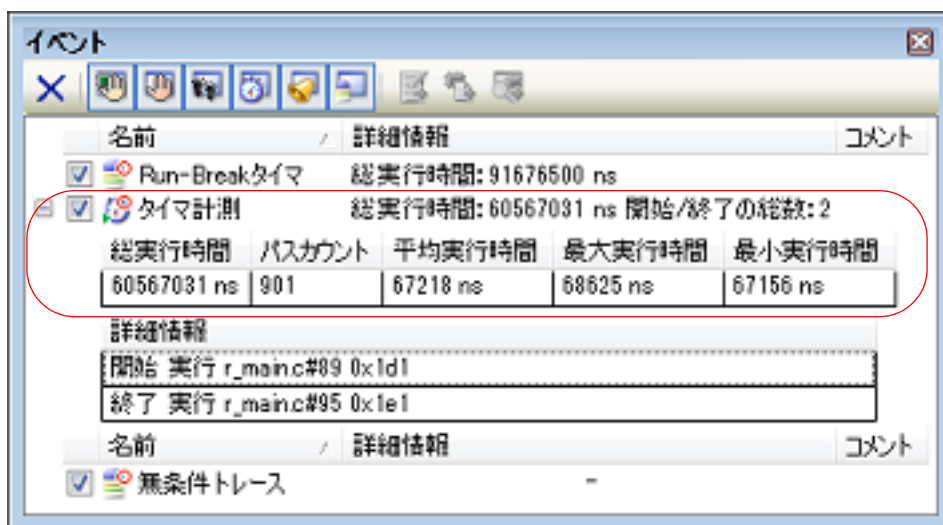 イベント
名前 詳細情報 コメント
Run-Breakタイマ 総実行時間: 91676500 ns
タイマ計測 総実行時間: 60567031 ns 開始/終了の総数: 2
総実行時間 パスカウント 平均実行時間 最大実行時間 最小実行時間
60567031 ns 901 67218 ns 68625 ns 67156 ns
詳細情報
開始 実行 r_main.c#89 0x1d1
終了 実行 r_main.c#95 0x1e1
名前 詳細情報 コメント
無条件トレース -